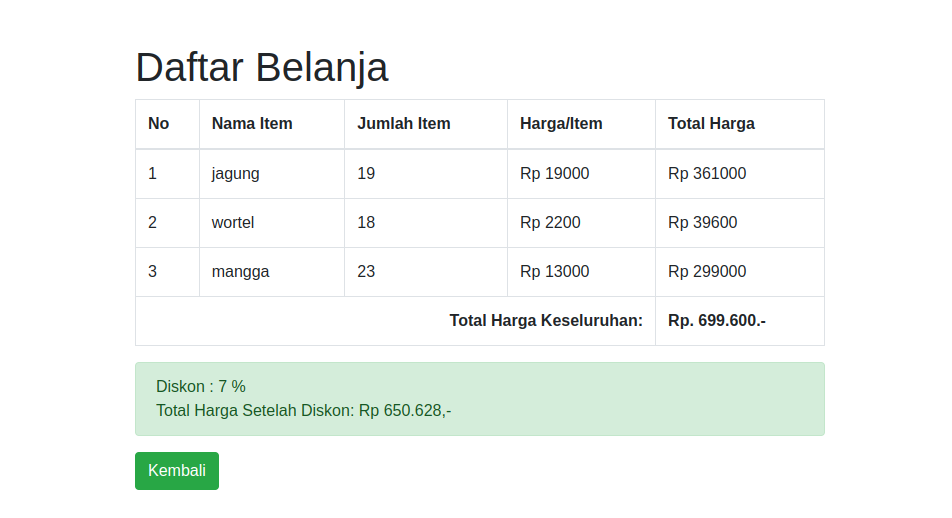 Daftar Belanja
No Nama Item Jumlah Item Harga/Item Total Harga
1 jagung 19 Rp 19000 Rp 361000
2 wortel 18 Rp 2200 Rp 39600
3 mangga 23 Rp 13000 Rp 299000
Total Harga Keseluruhan: Rp. 699.600.-
Diskon : 7 %
Total Harga Setelah Diskon: Rp 650.628,-
Kembali